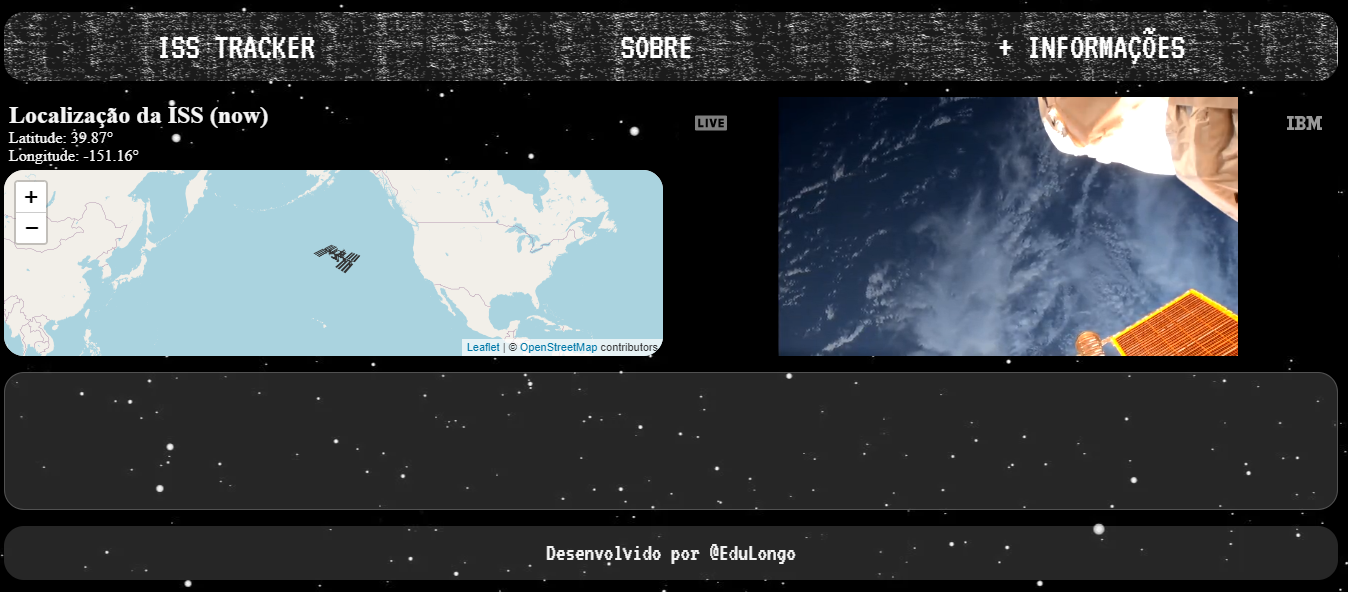 ISS TRACKER
SOBRE
+ INFORMAÇÕES
Localização da ISS (now)
Latitude: 39.87°
Longitude: -151.16°
LIVE
IBM
+
−
Leaflet | © OpenStreetMap contributors
Desenvolvido por @EduLongo